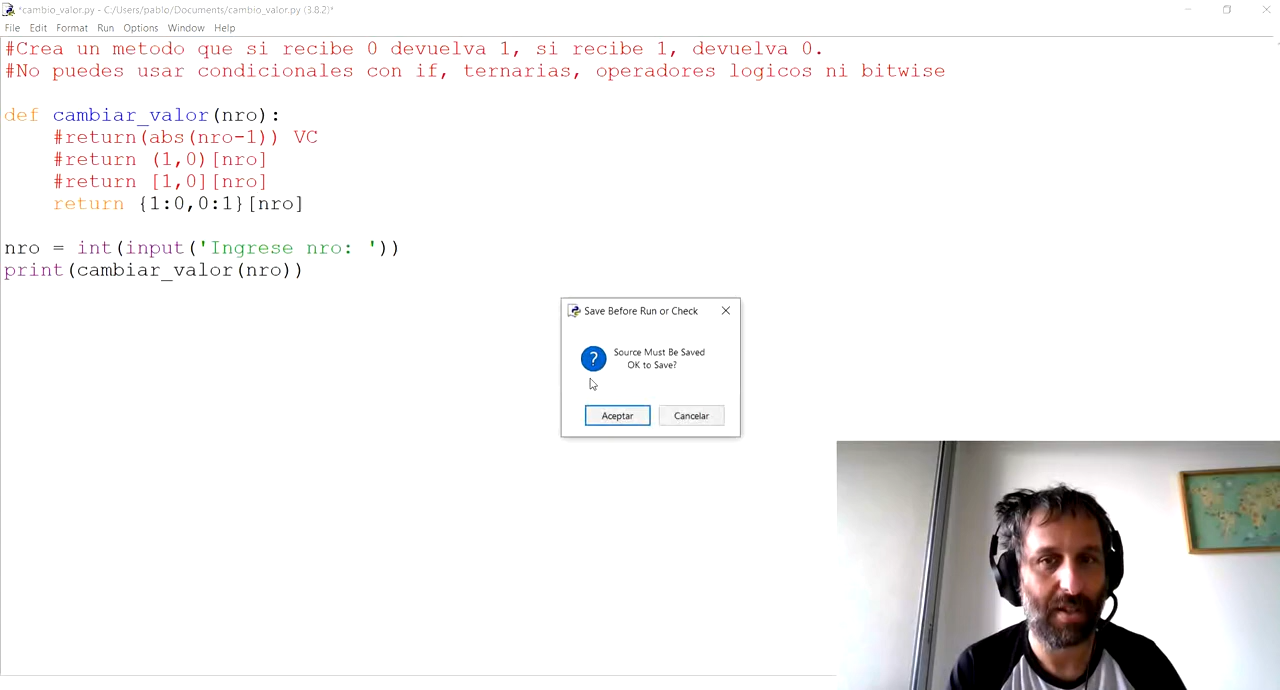 *cambio_valor.py - C:/Users/pablo/Documents/cambio_valor.py (3.8.2)*
File Edit Format Run Options Window Help
#Crea un metodo que si recibe 0 devuelva 1, si recibe 1, devuelva 0.
#No puedes usar condicionales con if, ternarias, operadores logicos ni bitwise
def cambiar_valor(nro):
#return(abs(nro-1)) VC
#return (1,0)[nro]
#return [1,0][nro]
return {1:0,0:1}[nro]
nro = int(input('Ingrese nro: '))
print(cambiar_valor(nro))
Save Before Run or Check
Source Must Be Saved
OK to Save?
Aceptar Cancelar